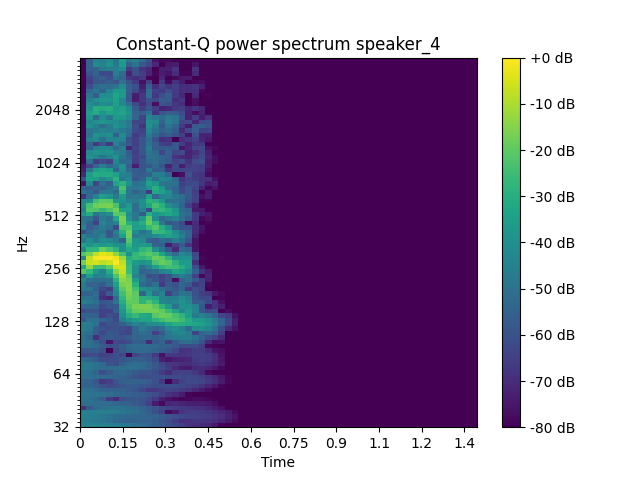 Constant-Q power spectrum speaker_4
Hz
2048
1024
512
256
128
64
32
0 0.15 0.3 0.45 0.6 0.75 0.9 1.1 1.2 1.4
Time
+0 dB
-10 dB
-20 dB
-30 dB
-40 dB
-50 dB
-60 dB
-70 dB
-80 dB